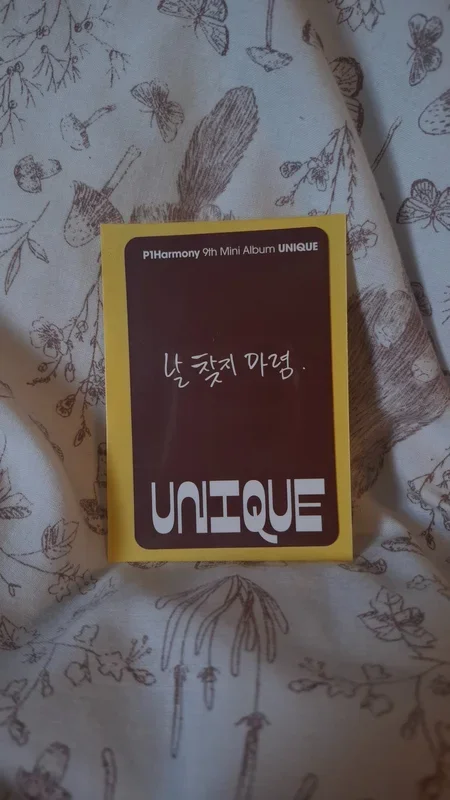 P1Harmony 9th Mini Album UNIQUE
날 찾지 마렴.
UNIQUE